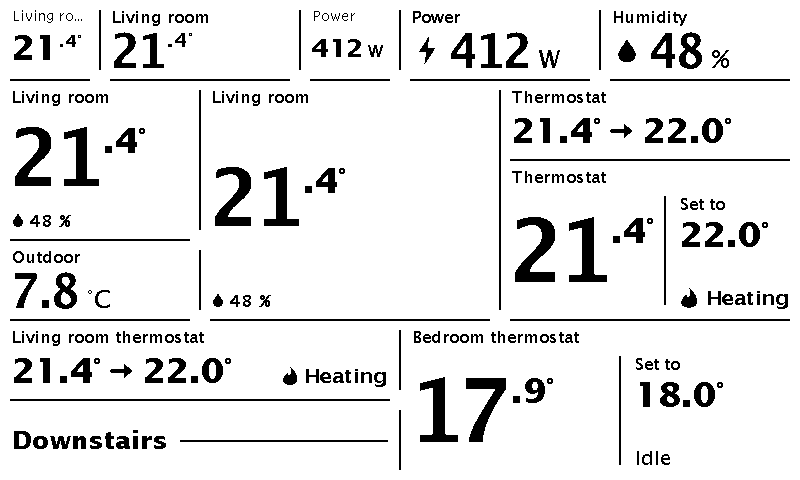 Living ro...
21.4°
Living room
21.4°
Power
412 W
Power
412 W
Humidity
48 %
Living room
21.4°
48 %
Living room
21.4°
48 %
Thermostat
21.4° → 22.0°
Thermostat
21.4°
Set to
22.0°
Heating
Outdoor
7.8 °C
Living room thermostat
21.4° → 22.0°
Heating
Bedroom thermostat
17.9°
Set to
18.0°
Idle
Downstairs